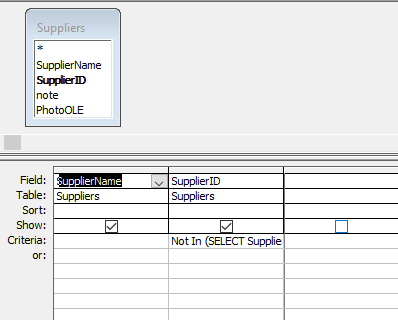 Suppliers
*
SupplierName
SupplierID
note
PhotoOLE
Field: SupplierName SupplierID
Table: Suppliers Suppliers
Sort:
Show:
Criteria: Not In (SELECT Supplie
or: